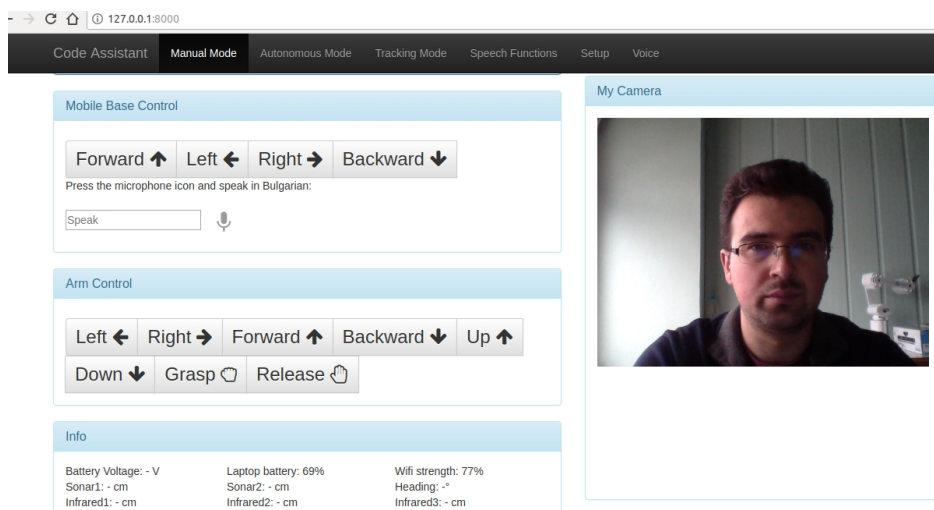 127.0.0.1:8000
Code Assistant Manual Mode Autonomous Mode Tracking Mode Speech Functions Setup Voice
Mobile Base Control
Forward Left Right Backward
Press the microphone icon and speak in Bulgarian:
Speak
Arm Control
Left Right Forward Backward Up
Down Grasp Release
Info
Battery Voltage: - V Laptop battery: 69% Wifi strength: 77%
Sonar1: - cm Sonar2: - cm Heading: -°
Infrared1: - cm Infrared2: - cm Infrared3: - cm
My Camera